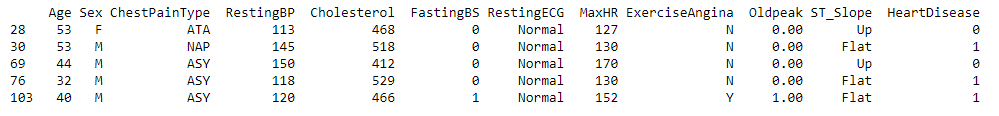 Age Sex ChestPainType RestingBP Cholesterol FastingBS RestingECG MaxHR ExerciseAngina Oldpeak ST_Slope HeartDisease
28 53 F ATA 113 468 0 Normal 127 N 0.00 Up 0
30 53 M NAP 145 518 0 Normal 130 N 0.00 Flat 1
69 44 M ASY 150 412 0 Normal 170 N 0.00 Up 0
76 32 M ASY 118 529 0 Normal 130 N 0.00 Flat 1
103 40 M ASY 120 466 1 Normal 152 Y 1.00 Flat 1